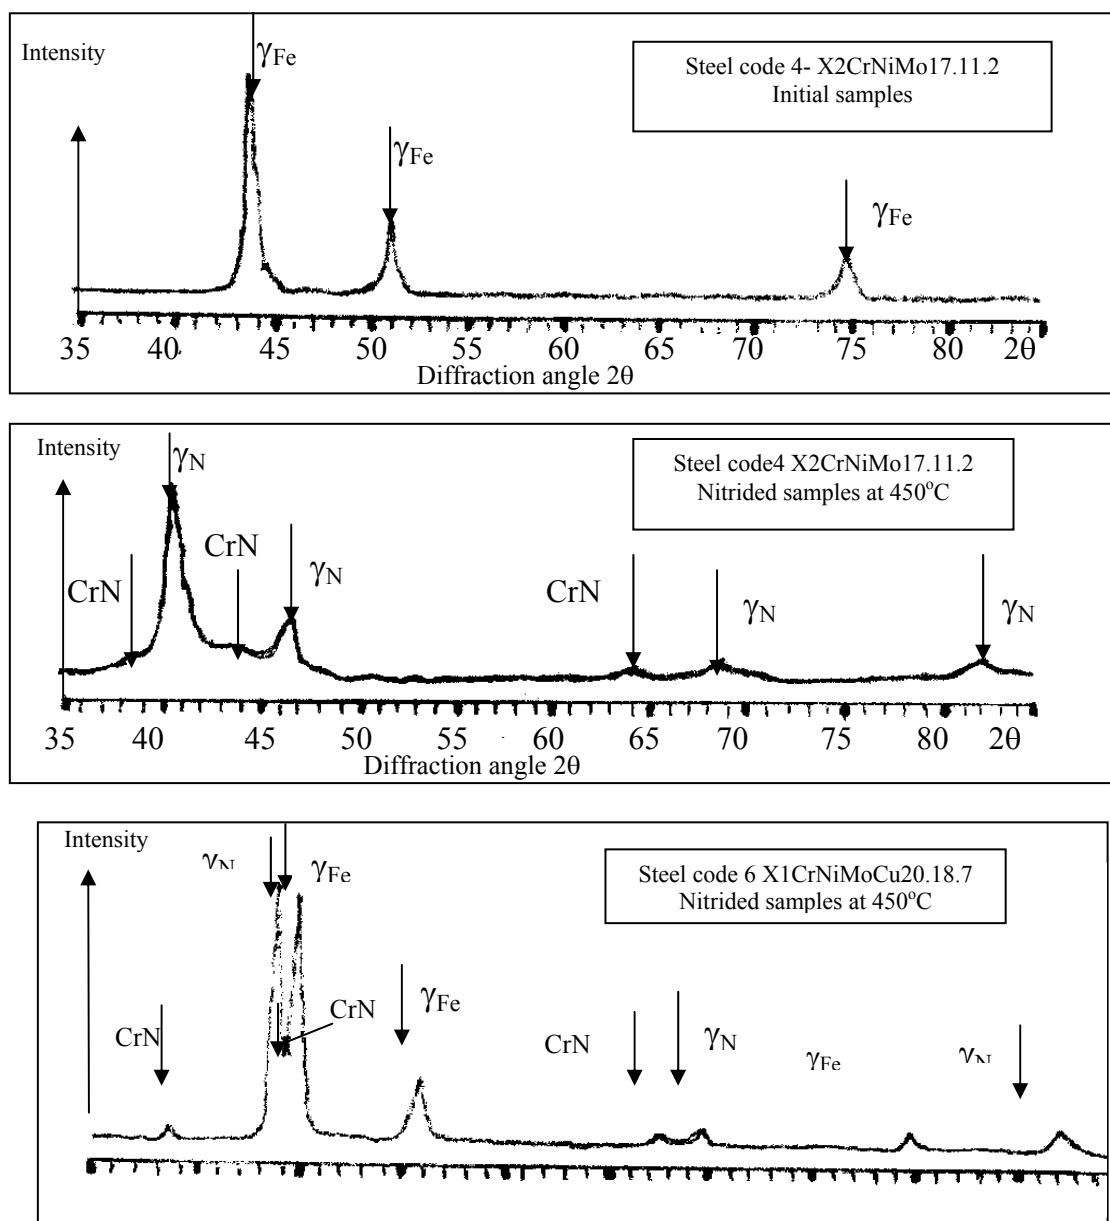 Intensity
γFe
Steel code 4- X2CrNiMo17.11.2
Initial samples
γFe
γFe
35 40 45 50 55 60 65 70 75 80 2θ
Diffraction angle 2θ
Intensity
γN
Steel code4 X2CrNiMo17.11.2
Nitrided samples at 450°C
CrN
CrN
γN
CrN
γN
γN
35 40 45 50 55 60 65 70 75 80 2θ
Diffraction angle 2θ
Intensity
γN
γFe
Steel code 6 X1CrNiMoCu20.18.7
Nitrided samples at 450°C
CrN
CrN
γFe
CrN
γN
γFe
γN